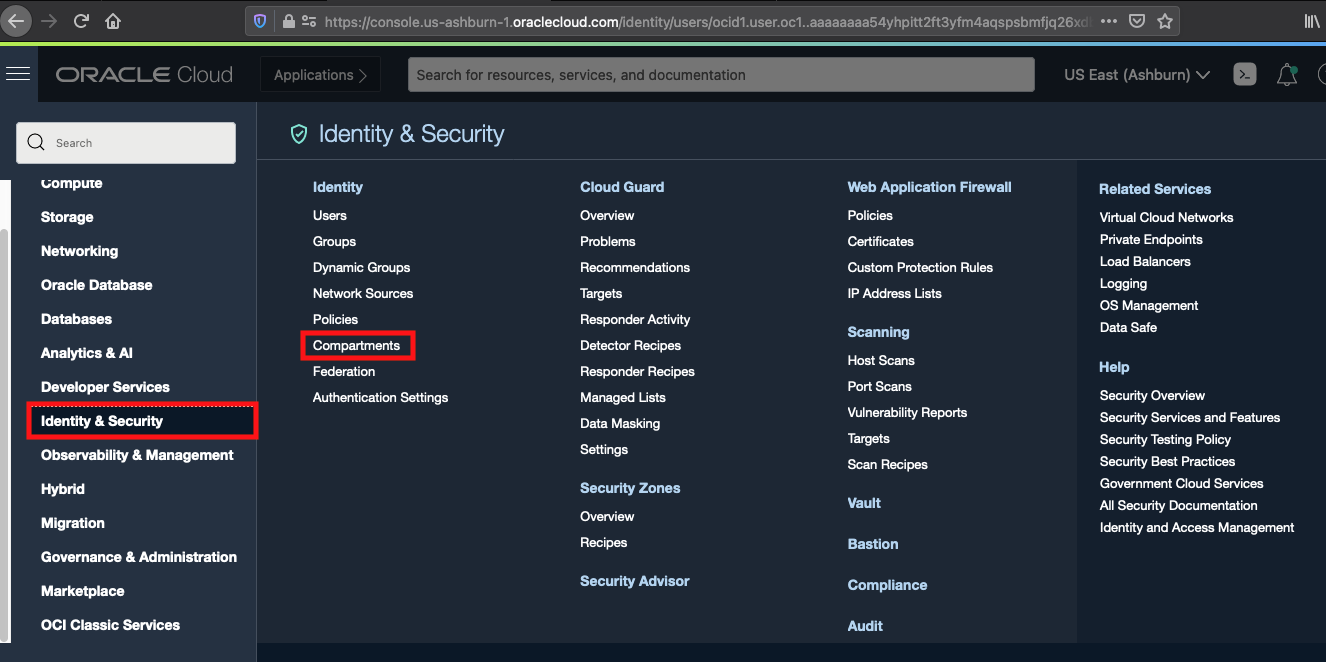 https://console.us-ashburn-1.oraclecloud.com/identity/users/ocid1.user.oc1..aaaaaaaa54yhpitt2ft3yfm4aqspsbmfjq26xd
ORACLE Cloud
Applications
Search for resources, services, and documentation
US East (Ashburn)
Search
Compute
Storage
Networking
Oracle Database
Databases
Analytics & AI
Developer Services
Identity & Security
Observability & Management
Hybrid
Migration
Governance & Administration
Marketplace
OCI Classic Services
Identity & Security
Identity
Users
Groups
Dynamic Groups
Network Sources
Policies
Compartments
Federation
Authentication Settings
Cloud Guard
Overview
Problems
Recommendations
Targets
Responder Activity
Detector Recipes
Responder Recipes
Managed Lists
Data Masking
Settings
Security Zones
Overview
Recipes
Security Advisor
Web Application Firewall
Policies
Certificates
Custom Protection Rules
IP Address Lists
Scanning
Host Scans
Port Scans
Vulnerability Reports
Targets
Scan Recipes
Vault
Bastion
Compliance
Audit
Related Services
Virtual Cloud Networks
Private Endpoints
Load Balancers
Logging
OS Management
Data Safe
Help
Security Overview
Security Services and Features
Security Testing Policy
Security Best Practices
Government Cloud Services
All Security Documentation
Identity and Access Management